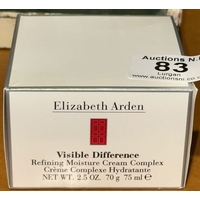 Auctions N.I
83
Lurgan
www.auctionsni.co
Elizabeth Arden
Visible Difference
Refining Moisture Cream Complex
Crème Complexe Hydratante
NET WT. 2.5 OZ. 70 g 75 ml ℮